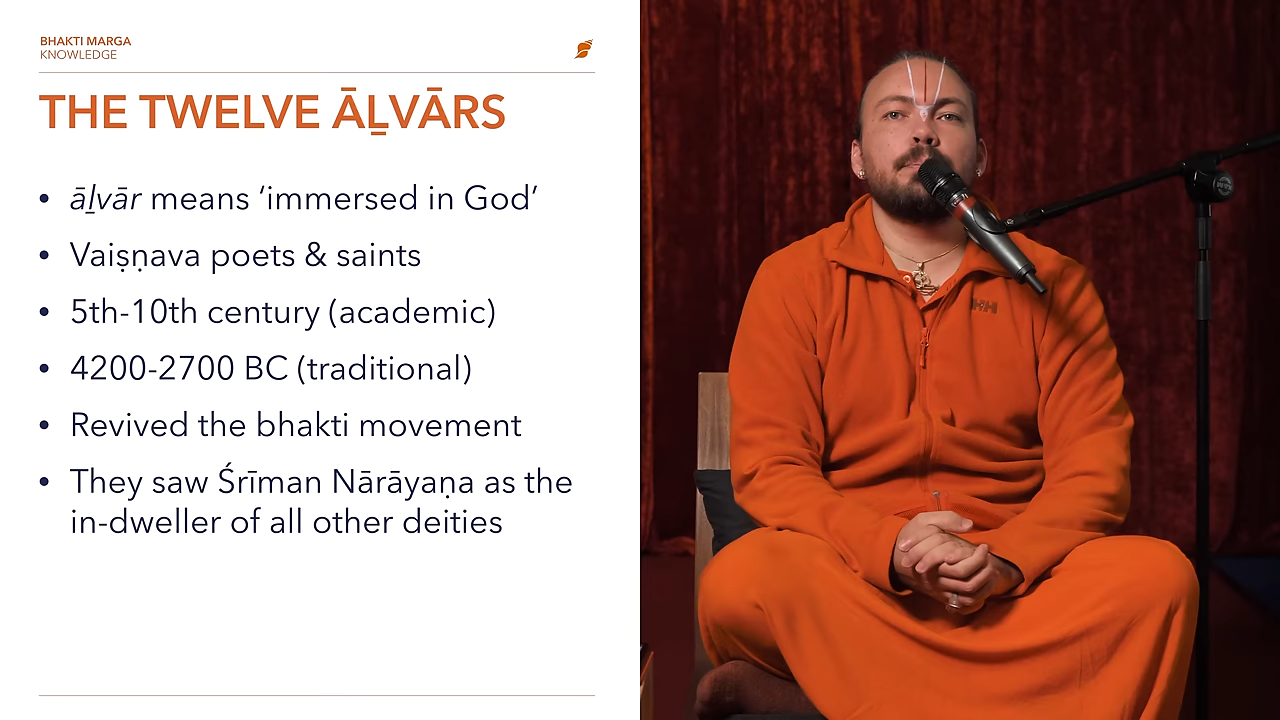 BHAKTI MARGA
KNOWLEDGE
THE TWELVE ĀḺVĀRS
• āḻvār means ‘immersed in God’
• Vaiṣṇava poets & saints
• 5th-10th century (academic)
• 4200-2700 BC (traditional)
• Revived the bhakti movement
• They saw Śrīman Nārāyaṇa as the
in-dweller of all other deities
HH